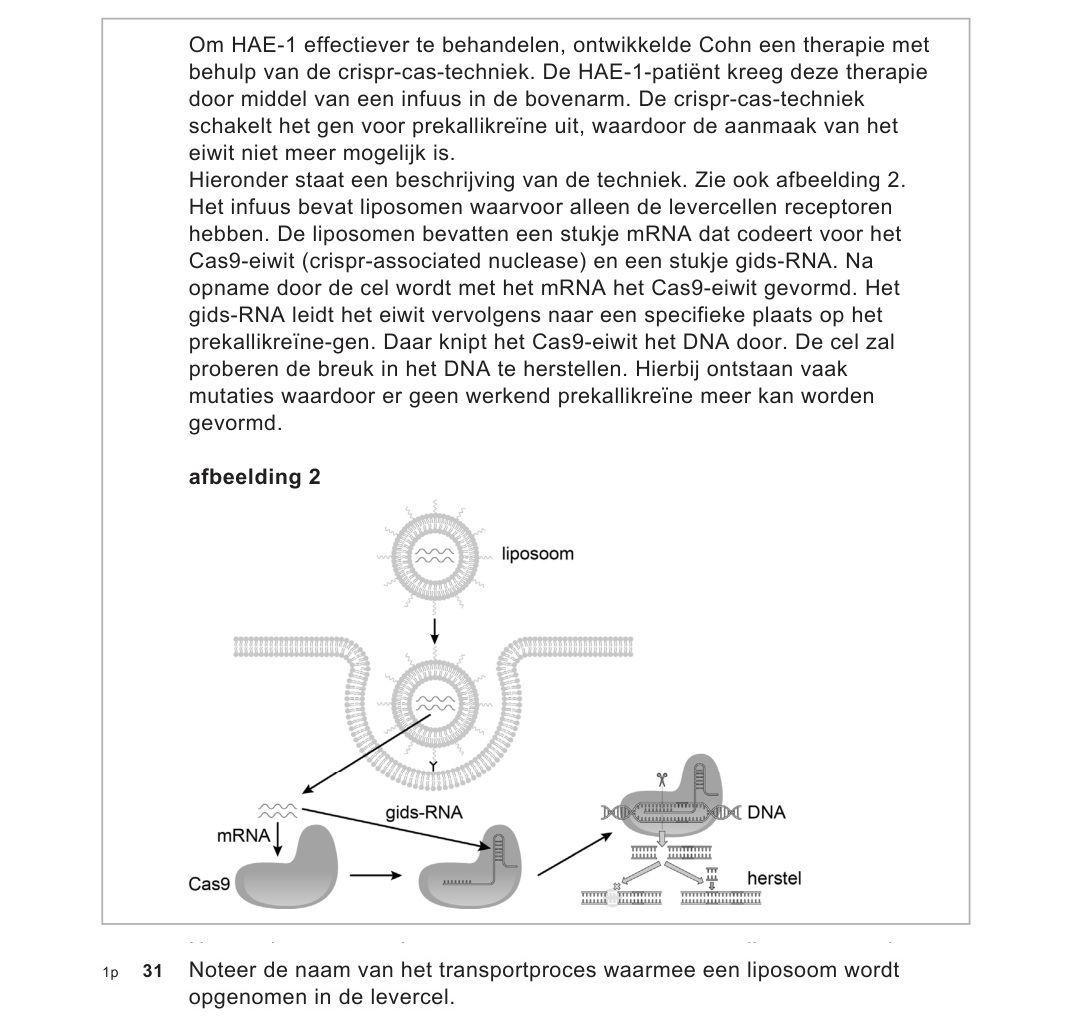 Om HAE-1 effectiever te behandelen, ontwikkelde Cohn een therapie met
behulp van de crispr-cas-techniek. De HAE-1-patiënt kreeg deze therapie
door middel van een infuus in de bovenarm. De crispr-cas-techniek
schakelt het gen voor prekallikreïne uit, waardoor de aanmaak van het
eiwit niet meer mogelijk is.
Hieronder staat een beschrijving van de techniek. Zie ook afbeelding 2.
Het infuus bevat liposomen waarvoor alleen de levercellen receptoren
hebben. De liposomen bevatten een stukje mRNA dat codeert voor het
Cas9-eiwit (crispr-associated nuclease) en een stukje gids-RNA. Na
opname door de cel wordt met het mRNA het Cas9-eiwit gevormd. Het
gids-RNA leidt het eiwit vervolgens naar een specifieke plaats op het
prekallikreïne-gen. Daar knipt het Cas9-eiwit het DNA door. De cel zal
proberen de breuk in het DNA te herstellen. Hierbij ontstaan vaak
mutaties waardoor er geen werkend prekallikreïne meer kan worden
gevormd.
afbeelding 2
liposoom
gids-RNA
DNA
mRNA
Cas9
herstel
1p 31 Noteer de naam van het transportproces waarmee een liposoom wordt
opgenomen in de levercel.